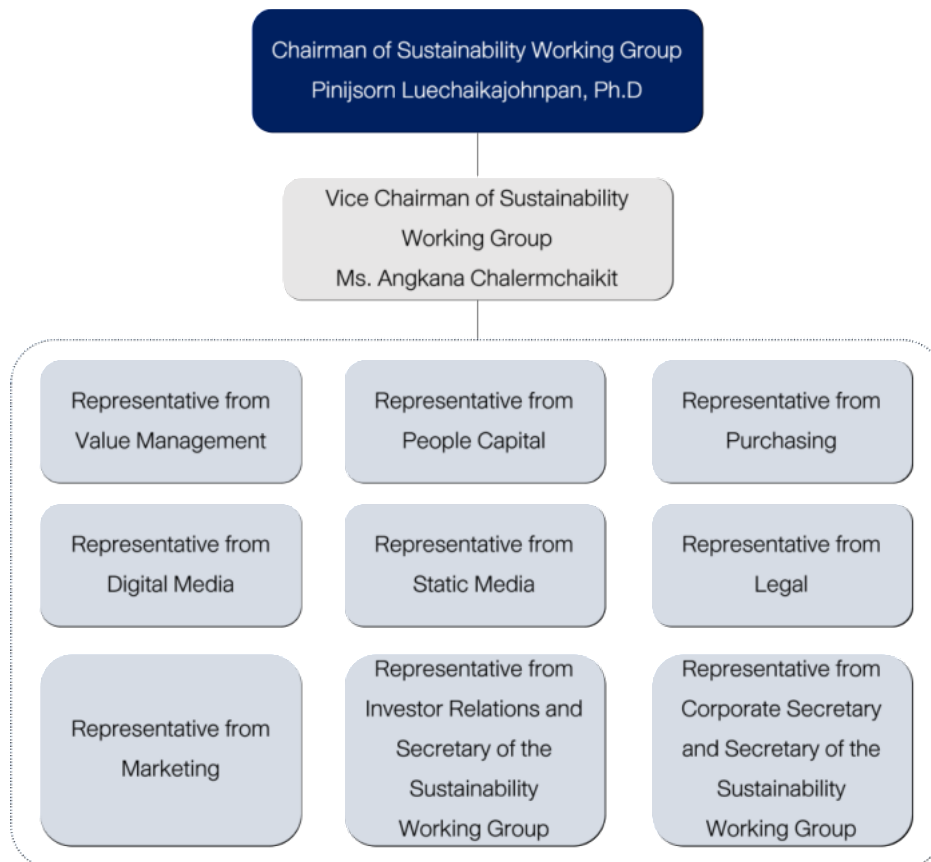 Chairman of Sustainability Working Group
Pinijsorn Luechaikajohnpan, Ph.D
Vice Chairman of Sustainability
Working Group
Ms. Angkana Chalermchaikit
Representative from
Value Management
Representative from
People Capital
Representative from
Purchasing
Representative from
Digital Media
Representative from
Static Media
Representative from
Legal
Representative from
Marketing
Representative from
Investor Relations and
Secretary of the
Sustainability
Working Group
Representative from
Corporate Secretary
and Secretary of the
Sustainability
Working Group